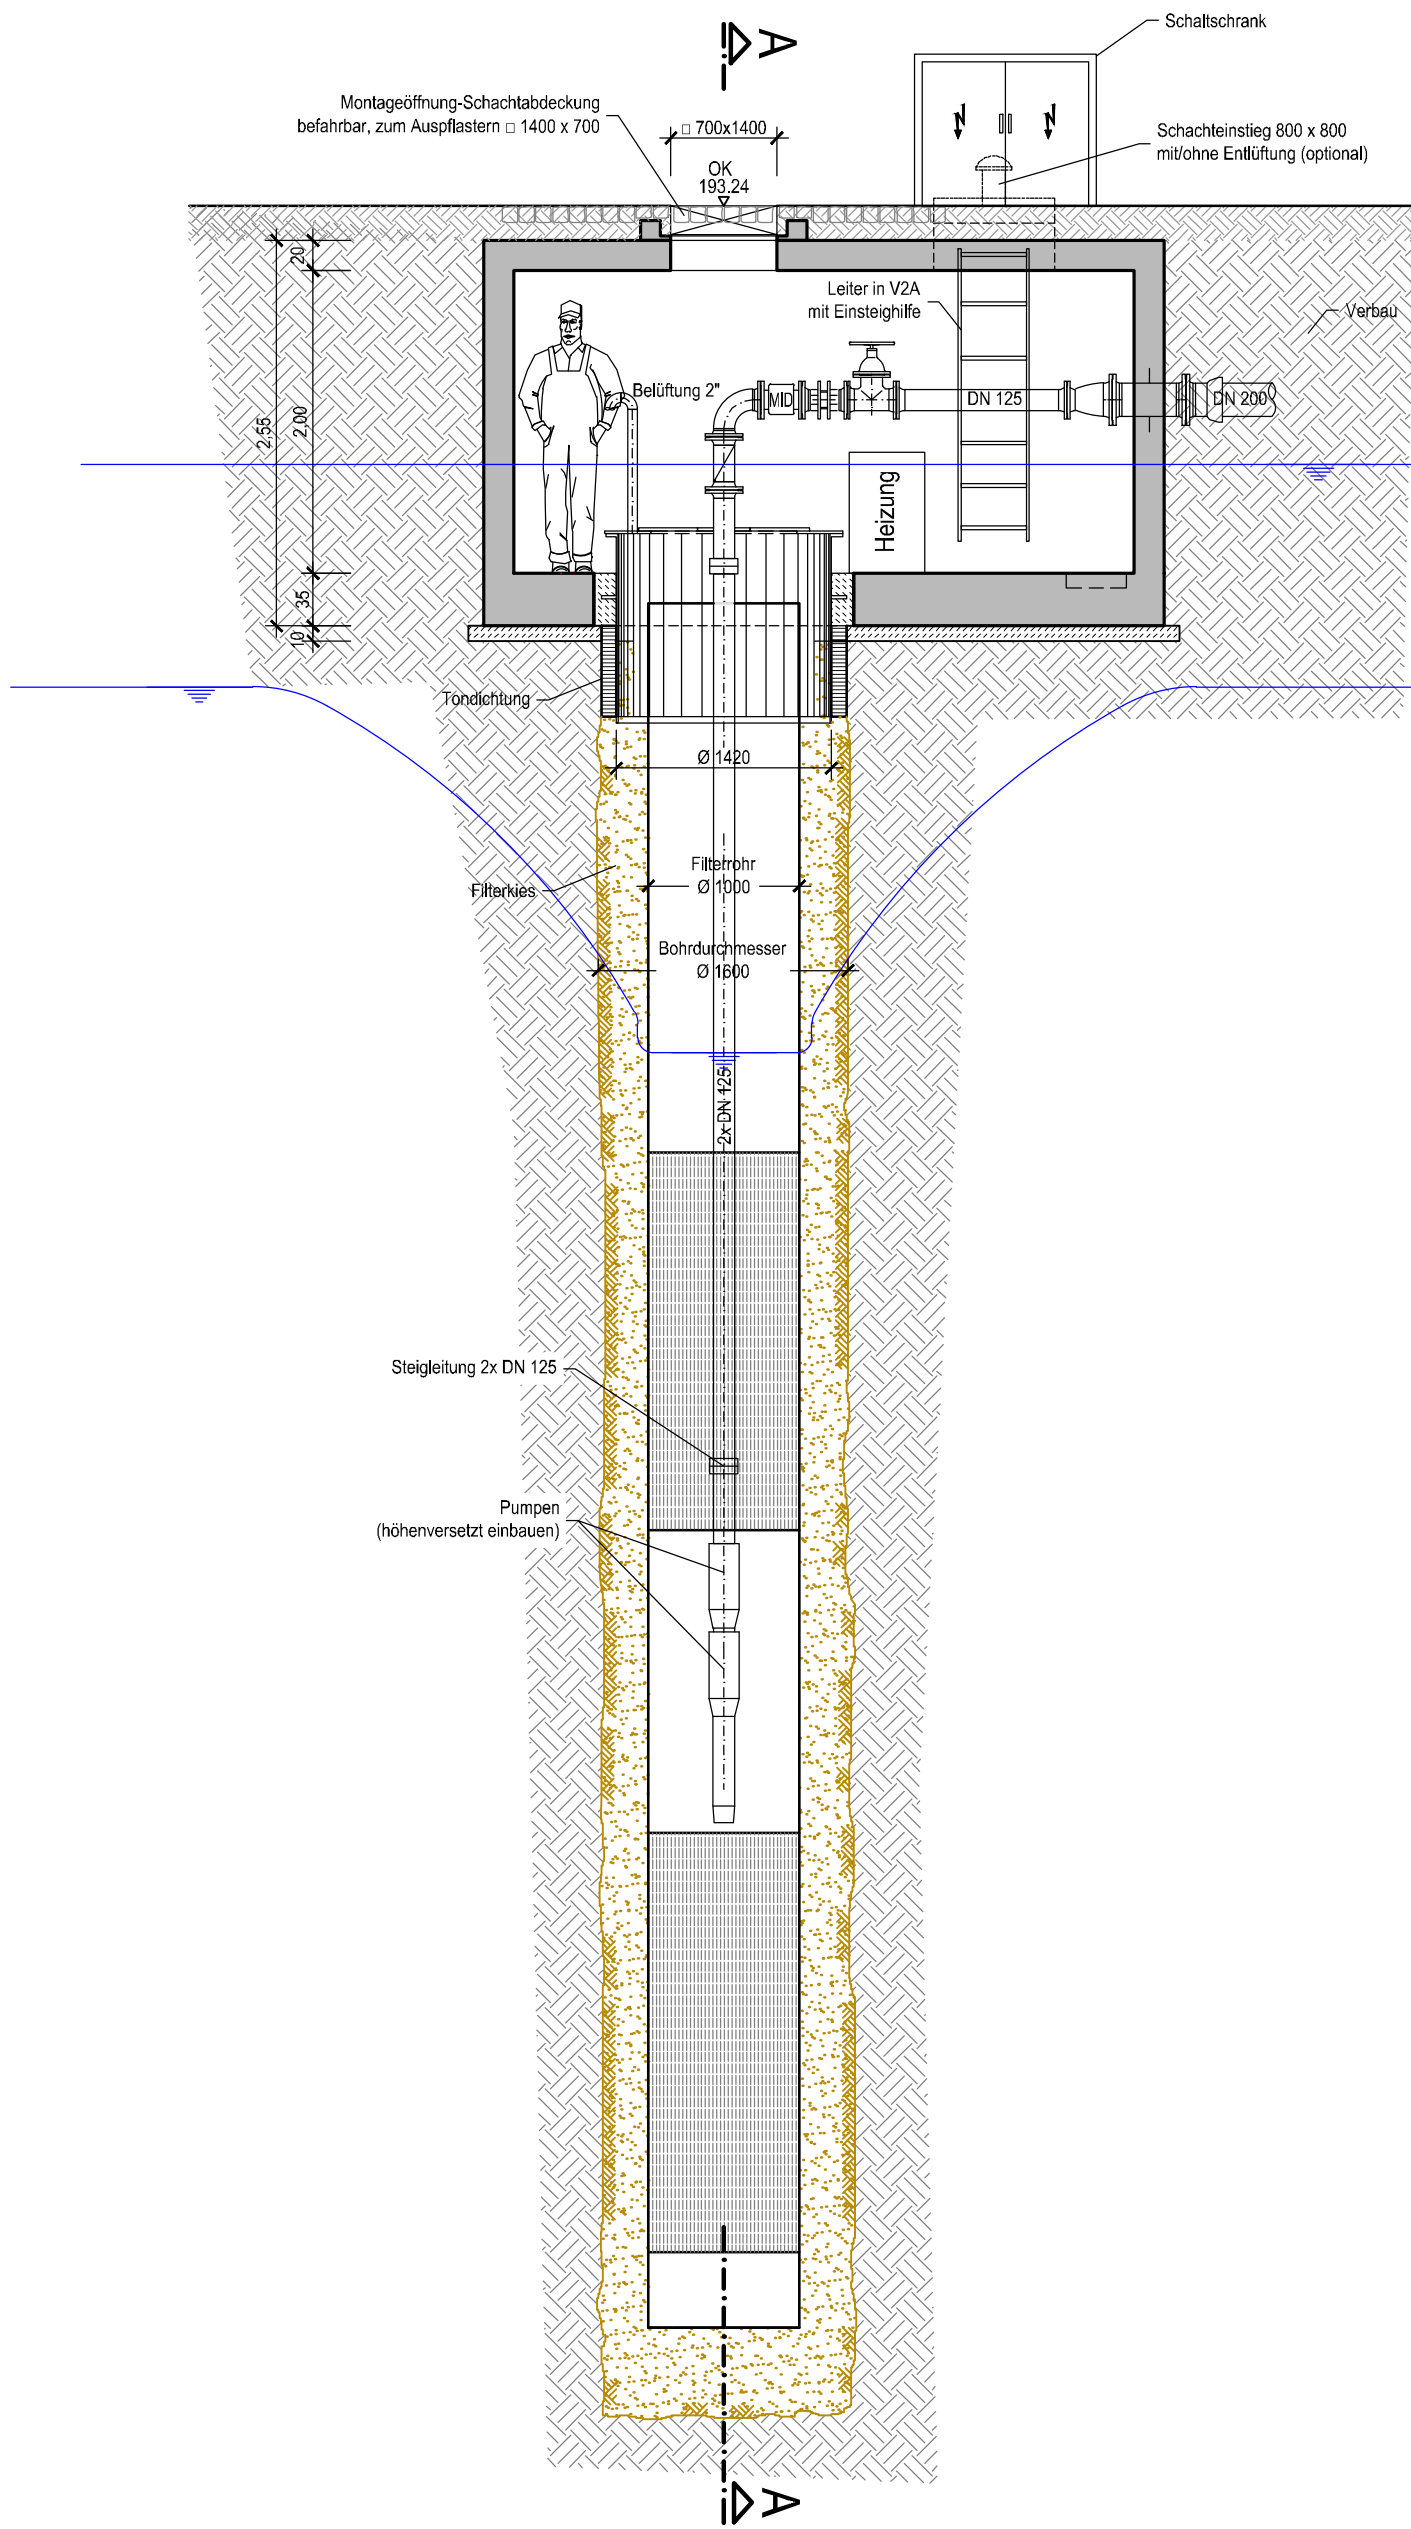 A
Schaltschrank
Montageöffnung-Schachtabdeckung
befahrbar, zum Auspflastern □ 1400 x 700
□ 700x1400
Schachteinstieg 800 x 800
mit/ohne Entlüftung (optional)
OK
193.24
20
Leiter in V2A
mit Einsteighilfe
Verbau
Belüftung 2"
MID
DN 125
DN 200
2,55
2,00
Heizung
35
10
Tondichtung
Ø 1420
Filterrohr
Ø 1000
Filterkies
Bohrdurchmesser
Ø 1600
2x DN 125
Steigleitung 2x DN 125
Pumpen
(höhenversetzt einbauen)
A